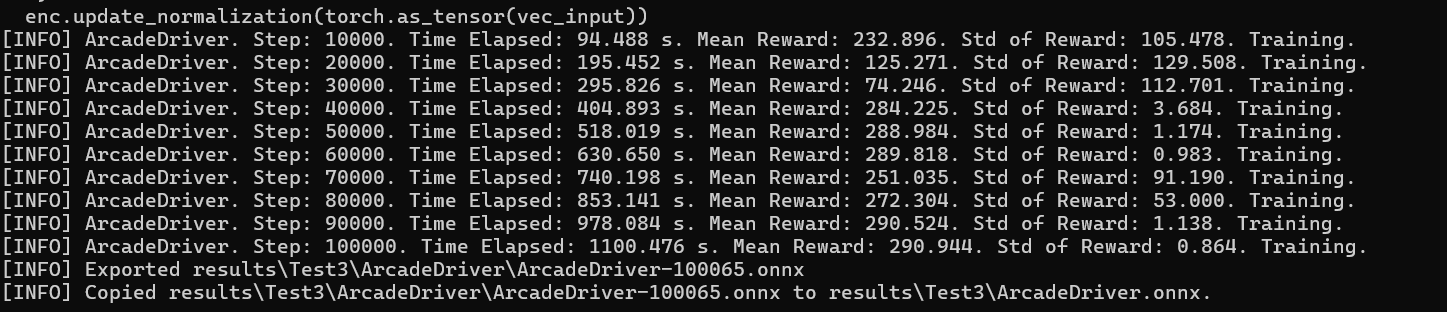 enc.update_normalization(torch.as_tensor(vec_input))
[INFO] ArcadeDriver. Step: 10000. Time Elapsed: 94.488 s. Mean Reward: 232.896. Std of Reward: 105.478. Training.
[INFO] ArcadeDriver. Step: 20000. Time Elapsed: 195.452 s. Mean Reward: 125.271. Std of Reward: 129.508. Training.
[INFO] ArcadeDriver. Step: 30000. Time Elapsed: 295.826 s. Mean Reward: 74.246. Std of Reward: 112.701. Training.
[INFO] ArcadeDriver. Step: 40000. Time Elapsed: 404.893 s. Mean Reward: 284.225. Std of Reward: 3.684. Training.
[INFO] ArcadeDriver. Step: 50000. Time Elapsed: 518.019 s. Mean Reward: 288.984. Std of Reward: 1.174. Training.
[INFO] ArcadeDriver. Step: 60000. Time Elapsed: 630.650 s. Mean Reward: 289.818. Std of Reward: 0.983. Training.
[INFO] ArcadeDriver. Step: 70000. Time Elapsed: 740.198 s. Mean Reward: 251.035. Std of Reward: 91.190. Training.
[INFO] ArcadeDriver. Step: 80000. Time Elapsed: 853.141 s. Mean Reward: 272.304. Std of Reward: 53.000. Training.
[INFO] ArcadeDriver. Step: 90000. Time Elapsed: 978.084 s. Mean Reward: 290.524. Std of Reward: 1.138. Training.
[INFO] ArcadeDriver. Step: 100000. Time Elapsed: 1100.476 s. Mean Reward: 290.944. Std of Reward: 0.864. Training.
[INFO] Exported results\Test3\ArcadeDriver\ArcadeDriver-100065.onnx
[INFO] Copied results\Test3\ArcadeDriver\ArcadeDriver-100065.onnx to results\Test3\ArcadeDriver.onnx.